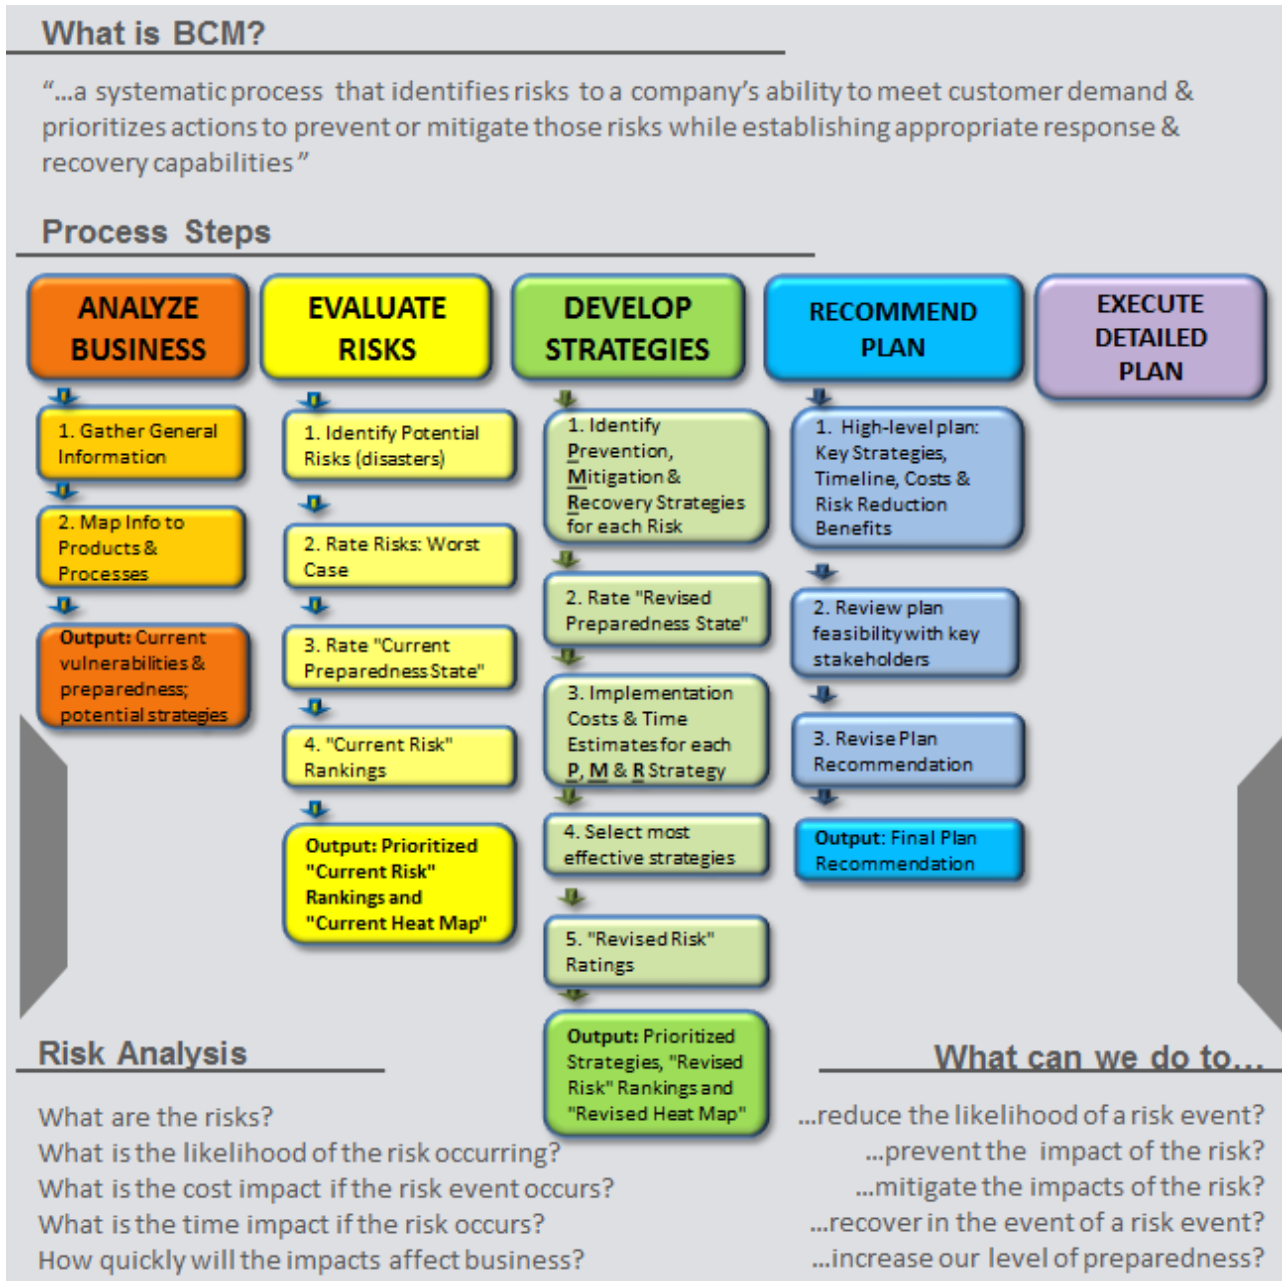 What is BCM?
“...a systematic process that identifies risks to a company’s ability to meet customer demand &
prioritizes actions to prevent or mitigate those risks while establishing appropriate response &
recovery capabilities”
Process Steps
ANALYZE
BUSINESS
1. Gather General
Information
2. Map Info to
Products &
Processes
Output: Current
vulnerabilities &
preparedness;
potential strategies
EVALUATE
RISKS
1. Identify Potential
Risks (disasters)
2. Rate Risks: Worst
Case
3. Rate "Current
Preparedness State"
4. "Current Risk"
Rankings
Output: Prioritized
"Current Risk"
Rankings and
"Current Heat Map"
DEVELOP
STRATEGIES
1. Identify
Prevention,
Mitigation &
Recovery Strategies
for each Risk
2. Rate "Revised
Preparedness State"
3. Implementation
Costs & Time
Estimates for each
P, M & R Strategy
4. Select most
effective strategies
5. "Revised Risk"
Ratings
Output: Prioritized
Strategies, "Revised
Risk" Rankings and
"Revised Heat Map"
RECOMMEND
PLAN
1. High-level plan:
Key Strategies,
Timeline, Costs &
Risk Reduction
Benefits
2. Review plan
feasibility with key
stakeholders
3. Revise Plan
Recommendation
Output: Final Plan
Recommendation
EXECUTE
DETAILED
PLAN
Risk Analysis
What are the risks?
What is the likelihood of the risk occurring?
What is the cost impact if the risk event occurs?
What is the time impact if the risk occurs?
How quickly will the impacts affect business?
What can we do to...
...reduce the likelihood of a risk event?
...prevent the impact of the risk?
...mitigate the impacts of the risk?
...recover in the event of a risk event?
...increase our level of preparedness?